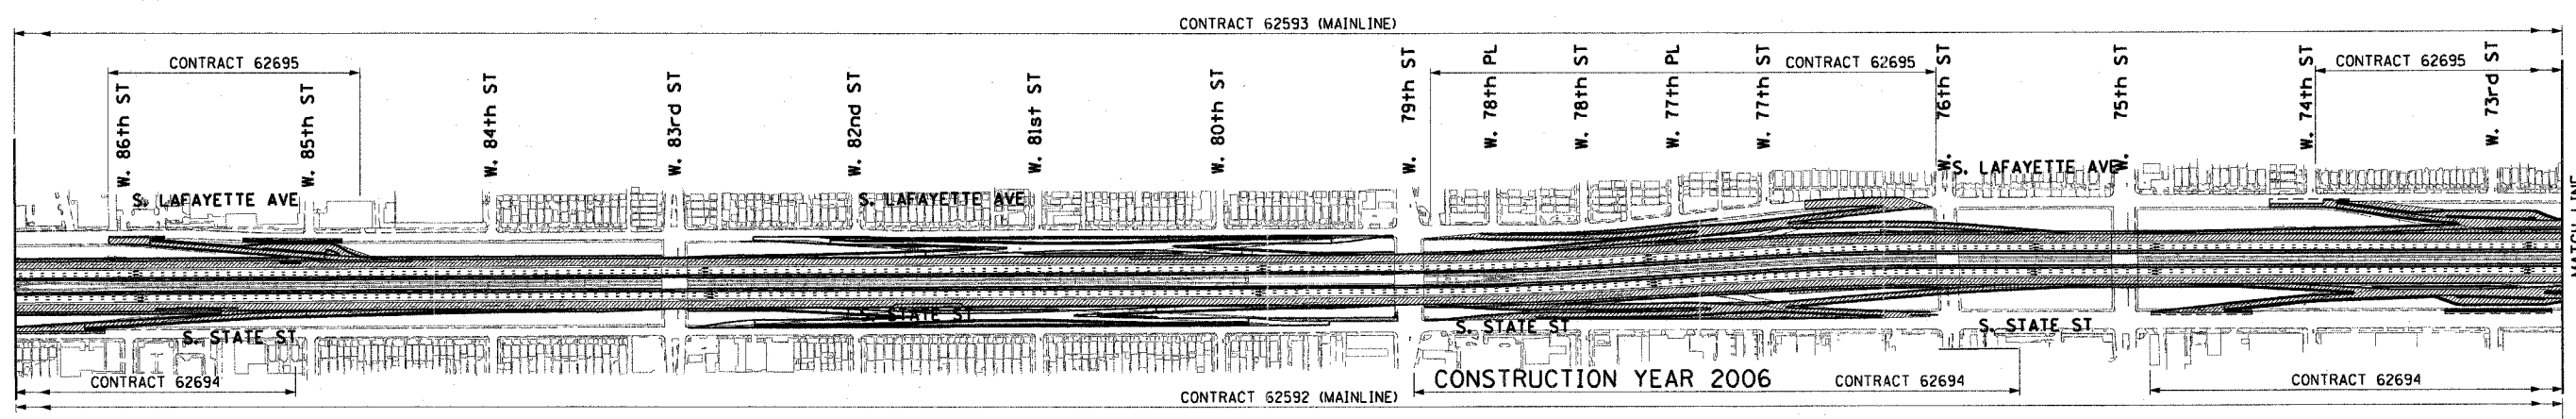 CONTRACT 62593 (MAINLINE)
CONTRACT 62695
CONTRACT 62695
CONTRACT 62695
W. 86th ST
W. 85th ST
W. 84th ST
W. 83rd ST
W. 82nd ST
W. 81st ST
W. 80th ST
W. 79th ST
W. 78th PL
W. 78th ST
W. 77th PL
W. 77th ST
W. 76th ST
W. 75th ST
W. 74th ST
W. 73rd ST
S. LAFAYETTE AVE
S. LAFAYETTE AVE
S. LAFAYETTE AVE
MATCH LINE
S. STATE ST
S. STATE ST
S. STATE ST
S. STATE ST
CONTRACT 62694
CONSTRUCTION YEAR 2006
CONTRACT 62694
CONTRACT 62694
CONTRACT 62592 (MAINLINE)